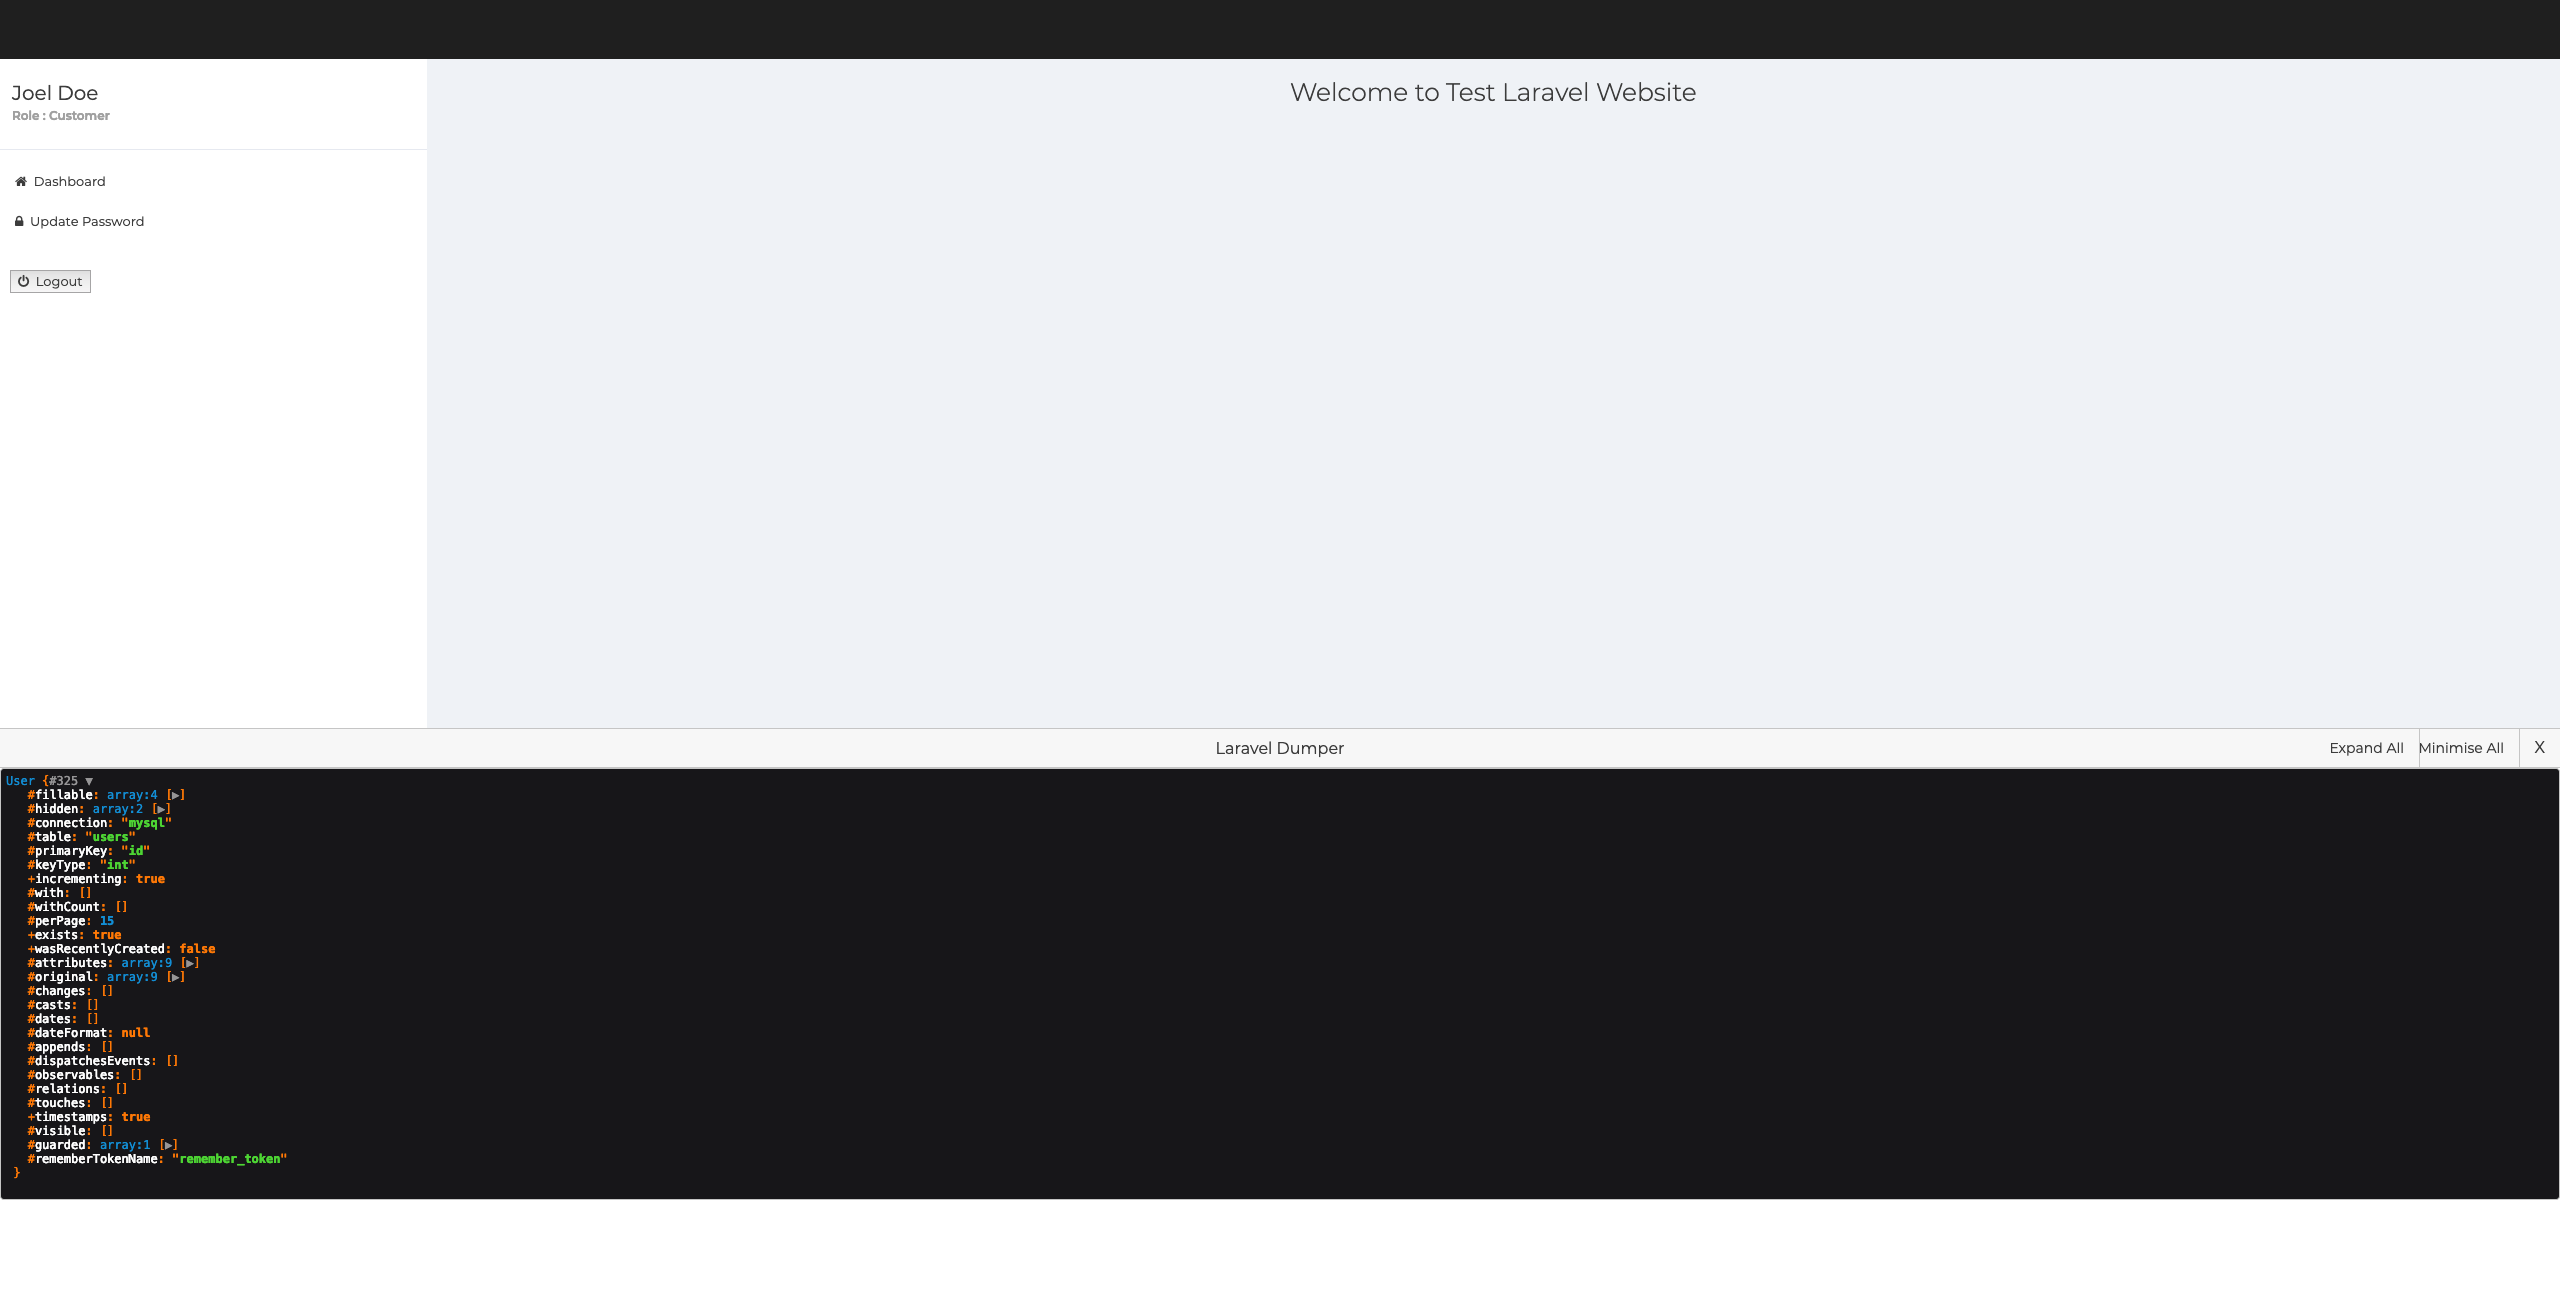 Joel Doe
Role : Customer
Dashboard
Update Password
Logout
Welcome to Test Laravel Website
Laravel Dumper
Expand All
Minimise All
X
User {#325 ▼
#fillable: array:4 [▶]
#hidden: array:2 [▶]
#connection: "mysql"
#table: "users"
#primaryKey: "id"
#keyType: "int"
+incrementing: true
#with: []
#withCount: []
#perPage: 15
+exists: true
+wasRecentlyCreated: false
#attributes: array:9 [▶]
#original: array:9 [▶]
#changes: []
#casts: []
#dates: []
#dateFormat: null
#appends: []
#dispatchesEvents: []
#observables: []
#relations: []
#touches: []
+timestamps: true
#visible: []
#guarded: array:1 [▶]
#rememberTokenName: "remember_token"
}